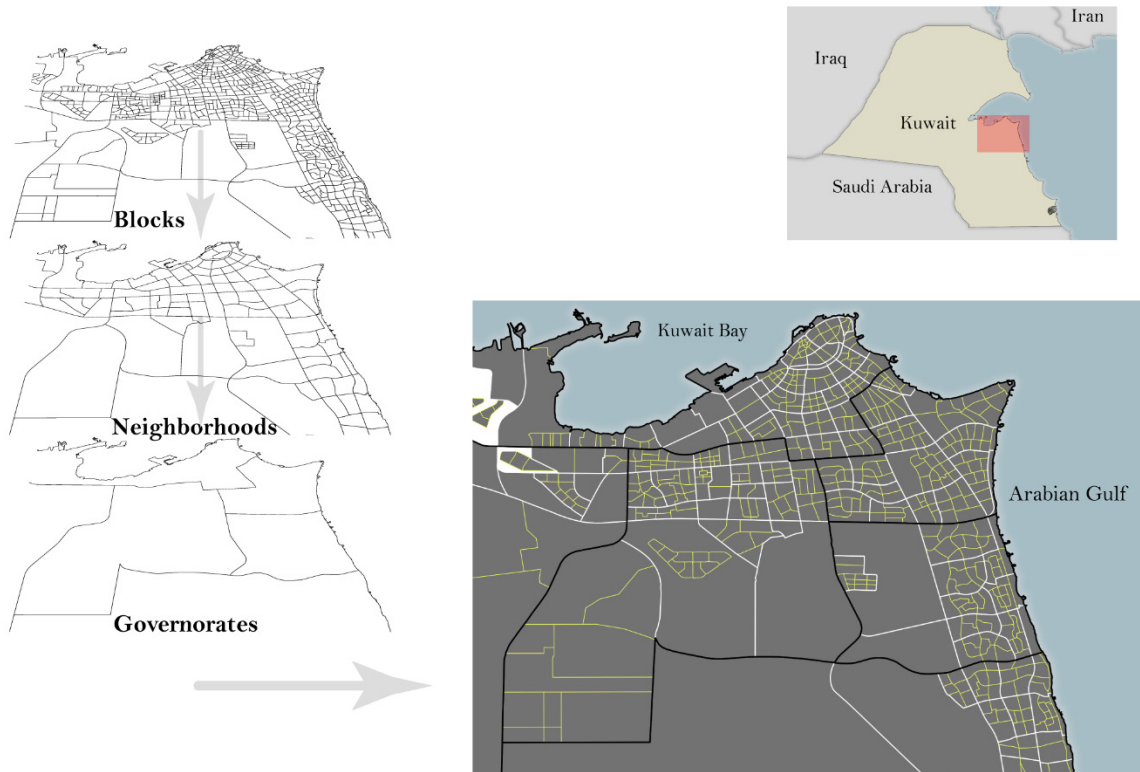 Blocks
Neighborhoods
Governorates
Iran
Iraq
Kuwait
Saudi Arabia
Kuwait Bay
Arabian Gulf